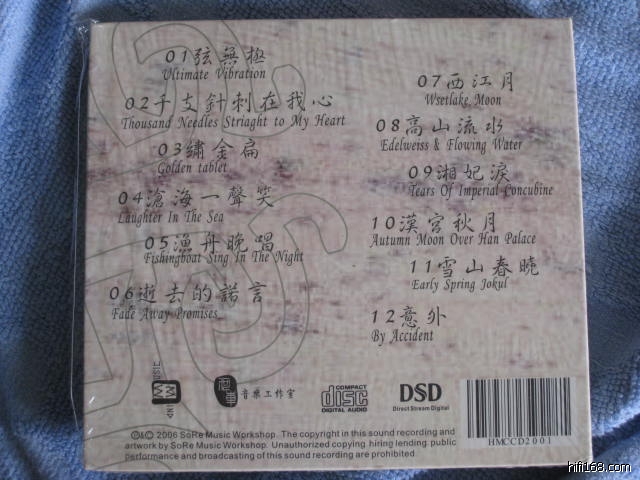 01弦無極
Ultimate Vibration
02千支針刺在我心
Thousand Needles Striaght to My Heart
03繡金扁
Golden tablet
04滄海一聲笑
Laughter In The Sea
05漁舟晚唱
Fishingboat Sing In The Night
06逝去的諾言
Fade Away Promises
07西江月
Wsetlake Moon
08高山流水
Edelweiss & Flowing Water
09湘妃淚
Tears Of Imperial Concubine
10漢宮秋月
Autumn Moon Over Han Palace
11雪山春曉
Early Spring Jokul
12意外
By Accident
MUSIC
音樂工作室
COMPACT
disc
DIGITAL AUDIO
DSD
Direct Stream Digital
HMCCD2001
℗&© 2006 SoRe Music Workshop. The copyright in this sound recording and
artwork by SoRe Music Workshop. Unauthorized copying hiring lending public
performance and broadcasting of this sound recording are prohibited.
hifi168.com